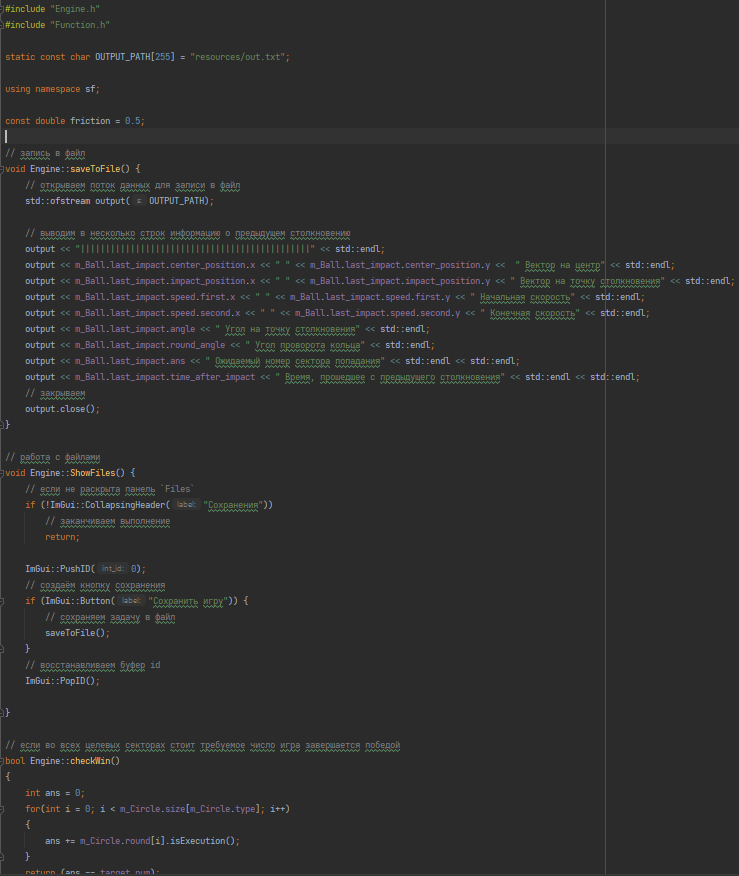 #include "Engine.h"
#include "Function.h"
static const char OUTPUT_PATH[255] = "resources/out.txt";
using namespace sf;
const double friction = 0.5;
// запись в файл
void Engine::saveToFile() {
// открываем поток данных для записи в файл
std::ofstream output( s: OUTPUT_PATH);
// выводим в несколько строк информацию о предыдущем столкновению
output << "||||||||||||||||||||||||||||||||||||||||||||||" << std::endl;
output << m_Ball.last_impact.center_position.x << " " << m_Ball.last_impact.center_position.y <<  " Вектор на центр" << std::endl;
output << m_Ball.last_impact.impact_position.x << " " << m_Ball.last_impact.impact_position.y << " Вектор на точку столкновения" << std::endl;
output << m_Ball.last_impact.speed.first.x << " " << m_Ball.last_impact.speed.first.y << " Начальная скорость" << std::endl;
output << m_Ball.last_impact.speed.second.x << " " << m_Ball.last_impact.speed.second.y << " Конечная скорость" << std::endl;
output << m_Ball.last_impact.angle << " Угол на точку столкновения" << std::endl;
output << m_Ball.last_impact.round_angle << " Угол проворота кольца" << std::endl;
output << m_Ball.last_impact.ans << " Ожидаемый номер сектора попадания" << std::endl << std::endl;
output << m_Ball.last_impact.time_after_impact << " Время, прошедшее с предыдущего столкновения" << std::endl << std::endl;
// закрываем
output.close();
}
// работа с файлами
void Engine::ShowFiles() {
// если не раскрыта панель `Files`
if (!ImGui::CollapsingHeader( label: "Сохранения"))
// заканчиваем выполнение
return;
ImGui::PushID( int_id: 0);
// создаём кнопку сохранения
if (ImGui::Button( label: "Сохранить игру")) {
// сохраняем задачу в файл
saveToFile();
}
// восстанавливаем буфер id
ImGui::PopID();
}
// если во всех целевых секторах стоит требуемое число игра завершается победой
bool Engine::checkWin()
{
int ans = 0;
for(int i = 0; i < m_Circle.size[m_Circle.type]; i++)
{
ans += m_Circle.round[i].isExecution();
}
return (ans == target_num);